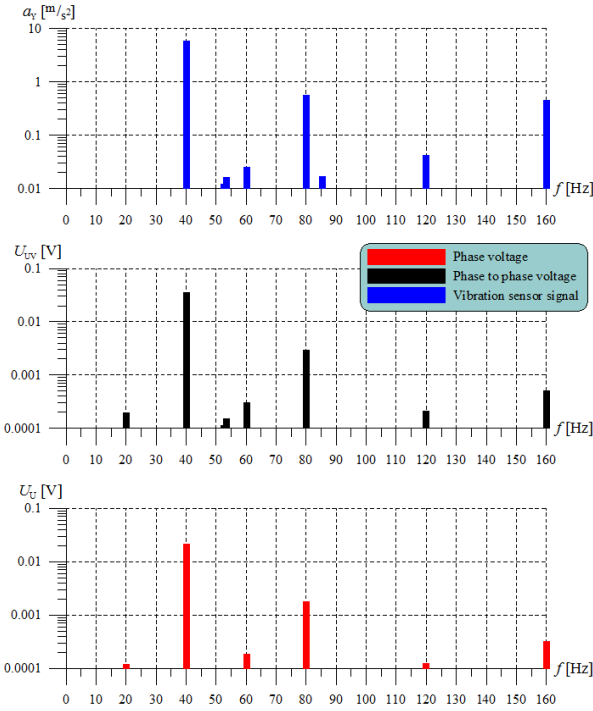 aY [m/s²]
10
1
0.1
0.01
0 10 20 30 40 50 60 70 80 90 100 110 120 130 140 150 160
f [Hz]
UUV [V]
0.1
0.01
0.001
0.0001
0 10 20 30 40 50 60 70 80 90 100 110 120 130 140 150 160
f [Hz]
Phase voltage
Phase to phase voltage
Vibration sensor signal
UU [V]
0.1
0.01
0.001
0.0001
0 10 20 30 40 50 60 70 80 90 100 110 120 130 140 150 160
f [Hz]